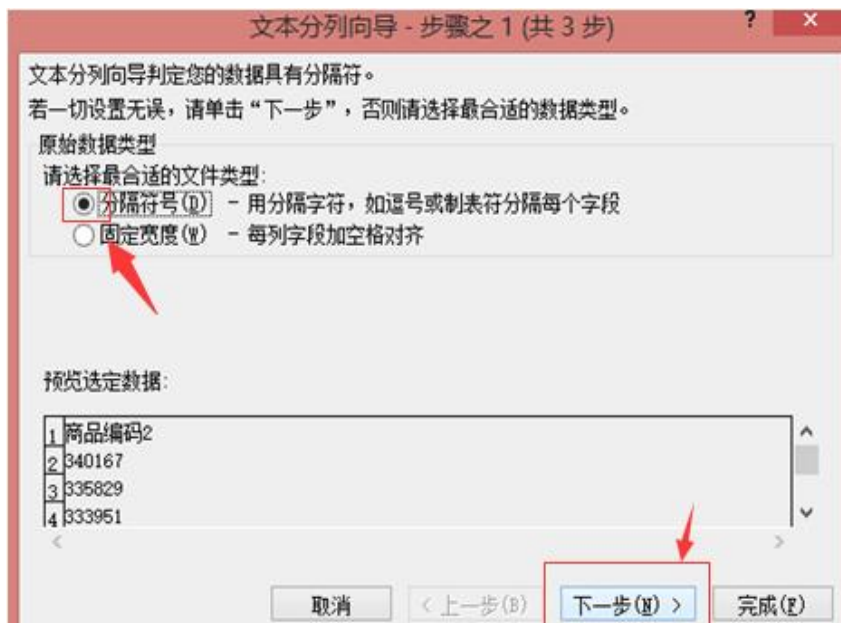 文本分列向导 - 步骤之 1 (共 3 步)
? ×
文本分列向导判定您的数据具有分隔符。
若一切设置无误，请单击“下一步”，否则请选择最合适的数据类型。
原始数据类型
请选择最合适的文件类型:
分隔符号(D) - 用分隔字符，如逗号或制表符分隔每个字段
固定宽度(W) - 每列字段加空格对齐
预览选定数据:
1 商品编码2
2 340167
3 335829
4 333951
取消 < 上一步(B) 下一步(N) > 完成(F)